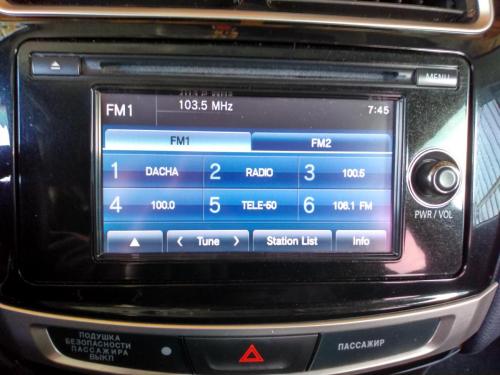 MENU
FM1
103.5 MHz
7:45
FM1 FM2
1 DACHA 2 RADIO 3 100.5
4 100.0 5 TELE-50 6 106.1 FM
Tune Station List Info
PWR / VOL
ПОДУШКА
БЕЗОПАСНОСТИ
ПАССАЖИРА
ВЫКЛ
ПАССАЖИР